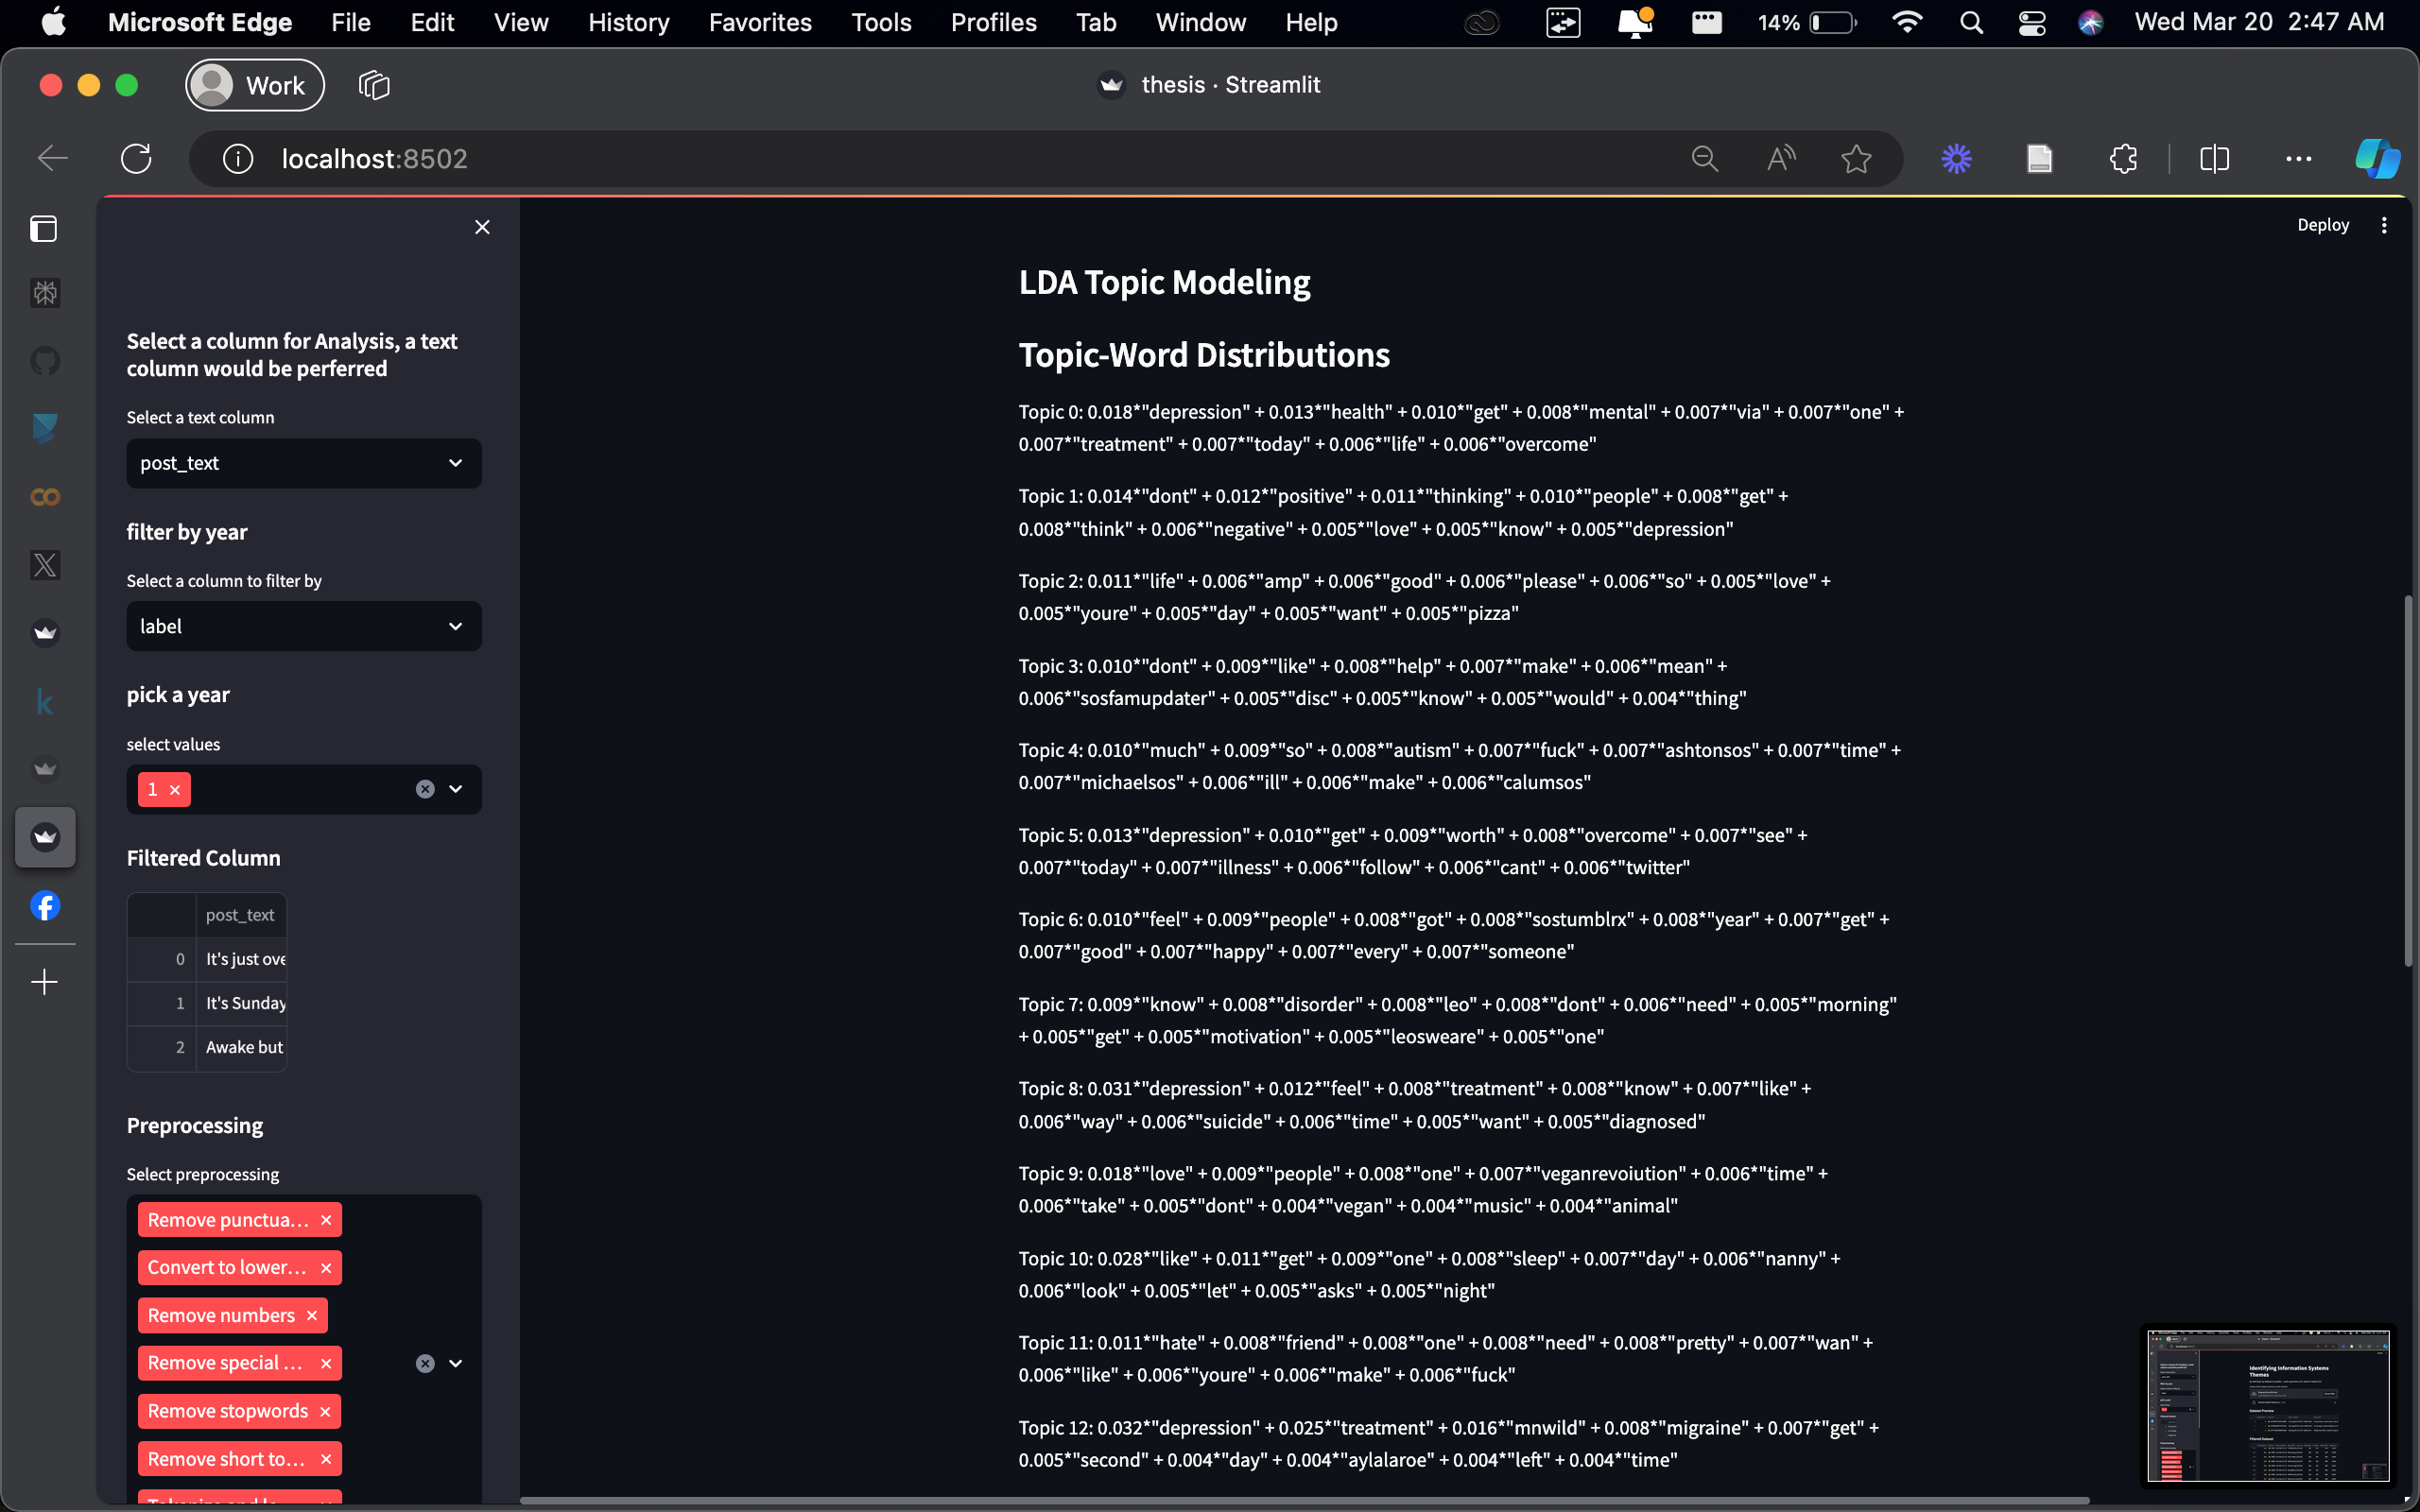 Microsoft Edge File Edit View History Favorites Tools Profiles Tab Window Help 14% Wed Mar 20 2:47 AM
Work
thesis · Streamlit
localhost:8502
Deploy
Select a column for Analysis, a text
column would be perferred
Select a text column
post_text
filter by year
Select a column to filter by
label
pick a year
select values
1
Filtered Column
post_text
0 It's just ove
1 It's Sunday
2 Awake but
Preprocessing
Select preprocessing
Remove punctua...
Convert to lower...
Remove numbers
Remove special ...
Remove stopwords
Remove short to...
LDA Topic Modeling
Topic-Word Distributions
Topic 0: 0.018*"depression" + 0.013*"health" + 0.010*"get" + 0.008*"mental" + 0.007*"via" + 0.007*"one" +
0.007*"treatment" + 0.007*"today" + 0.006*"life" + 0.006*"overcome"
Topic 1: 0.014*"dont" + 0.012*"positive" + 0.011*"thinking" + 0.010*"people" + 0.008*"get" +
0.008*"think" + 0.006*"negative" + 0.005*"love" + 0.005*"know" + 0.005*"depression"
Topic 2: 0.011*"life" + 0.006*"amp" + 0.006*"good" + 0.006*"please" + 0.006*"so" + 0.005*"love" +
0.005*"youre" + 0.005*"day" + 0.005*"want" + 0.005*"pizza"
Topic 3: 0.010*"dont" + 0.009*"like" + 0.008*"help" + 0.007*"make" + 0.006*"mean" +
0.006*"sosfamupdater" + 0.005*"disc" + 0.005*"know" + 0.005*"would" + 0.004*"thing"
Topic 4: 0.010*"much" + 0.009*"so" + 0.008*"autism" + 0.007*"fuck" + 0.007*"ashtonsos" + 0.007*"time" +
0.007*"michaelsos" + 0.006*"ill" + 0.006*"make" + 0.006*"calumsos"
Topic 5: 0.013*"depression" + 0.010*"get" + 0.009*"worth" + 0.008*"overcome" + 0.007*"see" +
0.007*"today" + 0.007*"illness" + 0.006*"follow" + 0.006*"cant" + 0.006*"twitter"
Topic 6: 0.010*"feel" + 0.009*"people" + 0.008*"got" + 0.008*"sostumblrx" + 0.008*"year" + 0.007*"get" +
0.007*"good" + 0.007*"happy" + 0.007*"every" + 0.007*"someone"
Topic 7: 0.009*"know" + 0.008*"disorder" + 0.008*"leo" + 0.008*"dont" + 0.006*"need" + 0.005*"morning"
+ 0.005*"get" + 0.005*"motivation" + 0.005*"leosweare" + 0.005*"one"
Topic 8: 0.031*"depression" + 0.012*"feel" + 0.008*"treatment" + 0.008*"know" + 0.007*"like" +
0.006*"way" + 0.006*"suicide" + 0.006*"time" + 0.005*"want" + 0.005*"diagnosed"
Topic 9: 0.018*"love" + 0.009*"people" + 0.008*"one" + 0.007*"veganrevoiution" + 0.006*"time" +
0.006*"take" + 0.005*"dont" + 0.004*"vegan" + 0.004*"music" + 0.004*"animal"
Topic 10: 0.028*"like" + 0.011*"get" + 0.009*"one" + 0.008*"sleep" + 0.007*"day" + 0.006*"nanny" +
0.006*"look" + 0.005*"let" + 0.005*"asks" + 0.005*"night"
Topic 11: 0.011*"hate" + 0.008*"friend" + 0.008*"one" + 0.008*"need" + 0.008*"pretty" + 0.007*"wan" +
0.006*"like" + 0.006*"youre" + 0.006*"make" + 0.006*"fuck"
Topic 12: 0.032*"depression" + 0.025*"treatment" + 0.016*"mnwild" + 0.008*"migraine" + 0.007*"get" +
0.005*"second" + 0.004*"day" + 0.004*"aylalaroe" + 0.004*"left" + 0.004*"time"
Identifying Information Systems
Themes